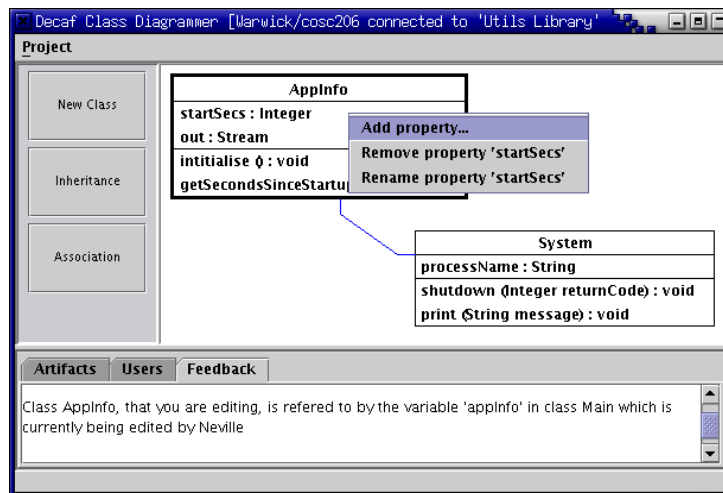 Decaf Class Diagrammer [Warwick/cosc206 connected to 'Utils Library'
Project
New Class
Inheritance
Association
AppInfo
startSecs : Integer
out : Stream
intitialise () : void
getSecondsSinceStartup
Add property...
Remove property 'startSecs'
Rename property 'startSecs'
System
processName : String
shutdown (Integer returnCode) : void
print (String message) : void
Artifacts Users Feedback
Class AppInfo, that you are editing, is refered to by the variable 'appInfo' in class Main which is
currently being edited by Neville